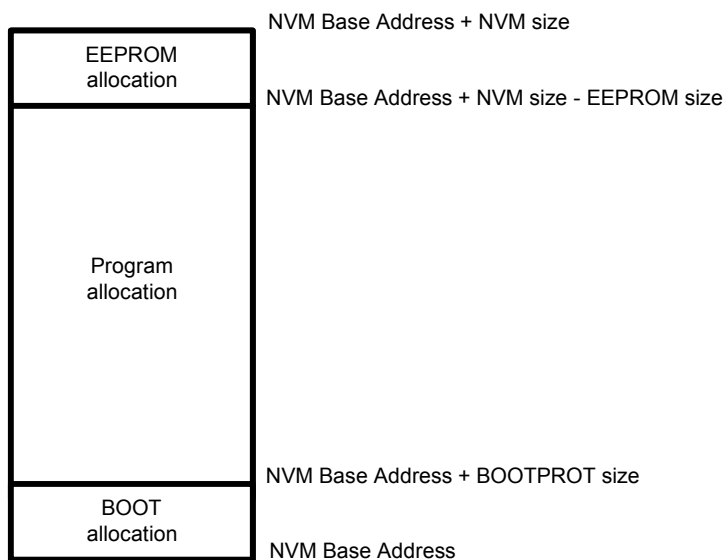 NVM Base Address + NVM size
EEPROM
allocation
NVM Base Address + NVM size - EEPROM size
Program
allocation
NVM Base Address + BOOTPROT size
BOOT
allocation
NVM Base Address